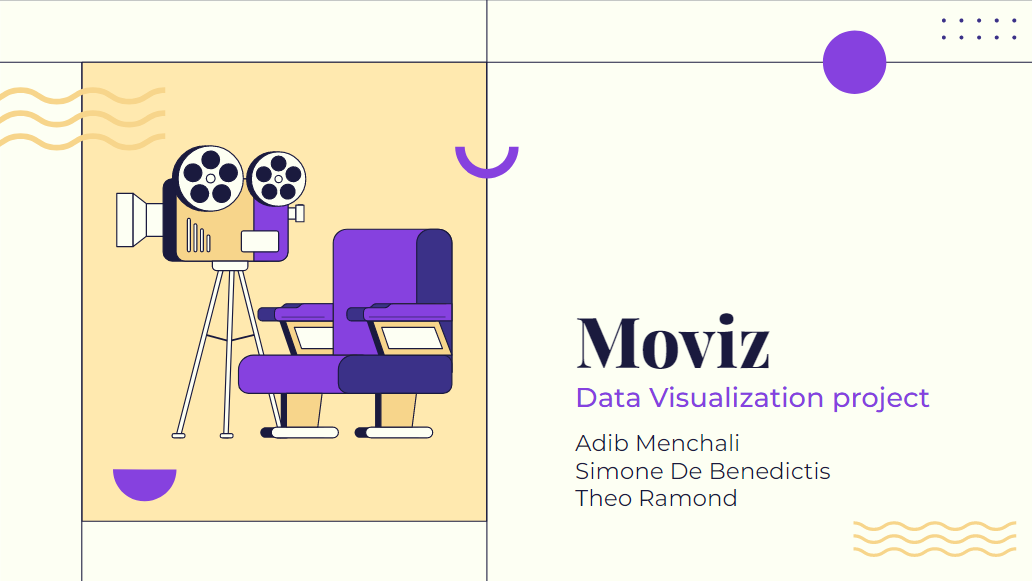 Moviz
Data Visualization project
Adib Menchali
Simone De Benedictis
Theo Ramond